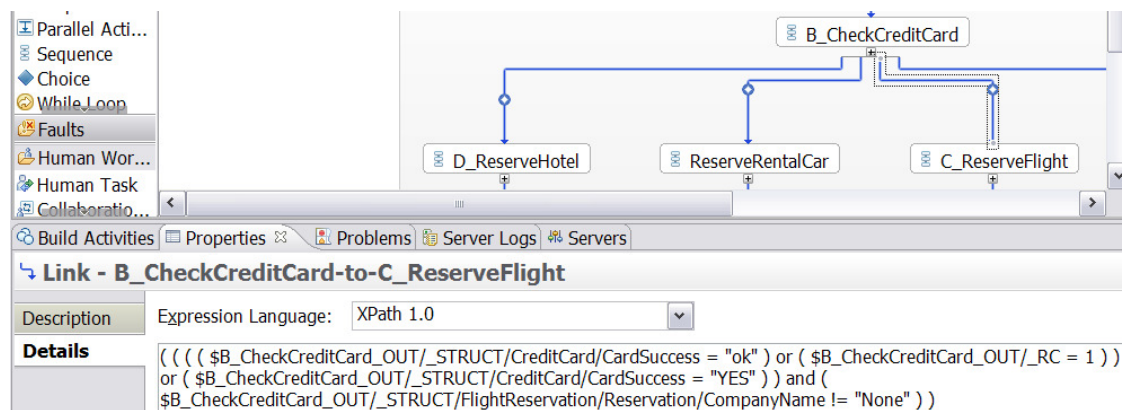 Parallel Acti...
Sequence
Choice
While Loop
Faults
Human Wor...
Human Task
Collaboratio...
B_CheckCreditCard
D_ReserveHotel
ReserveRentalCar
C_ReserveFlight
Build Activities Properties Problems Server Logs Servers
Link - B_CheckCreditCard-to-C_ReserveFlight
Description
Details
Expression Language: XPath 1.0
( ( ( ( $B_CheckCreditCard_OUT/_STRUCT/CreditCard/CardSuccess = "ok" ) or ( $B_CheckCreditCard_OUT/_RC = 1 ) )
or ( $B_CheckCreditCard_OUT/_STRUCT/CreditCard/CardSuccess = "YES" ) ) and (
$B_CheckCreditCard_OUT/_STRUCT/FlightReservation/Reservation/CompanyName != "None" ) )